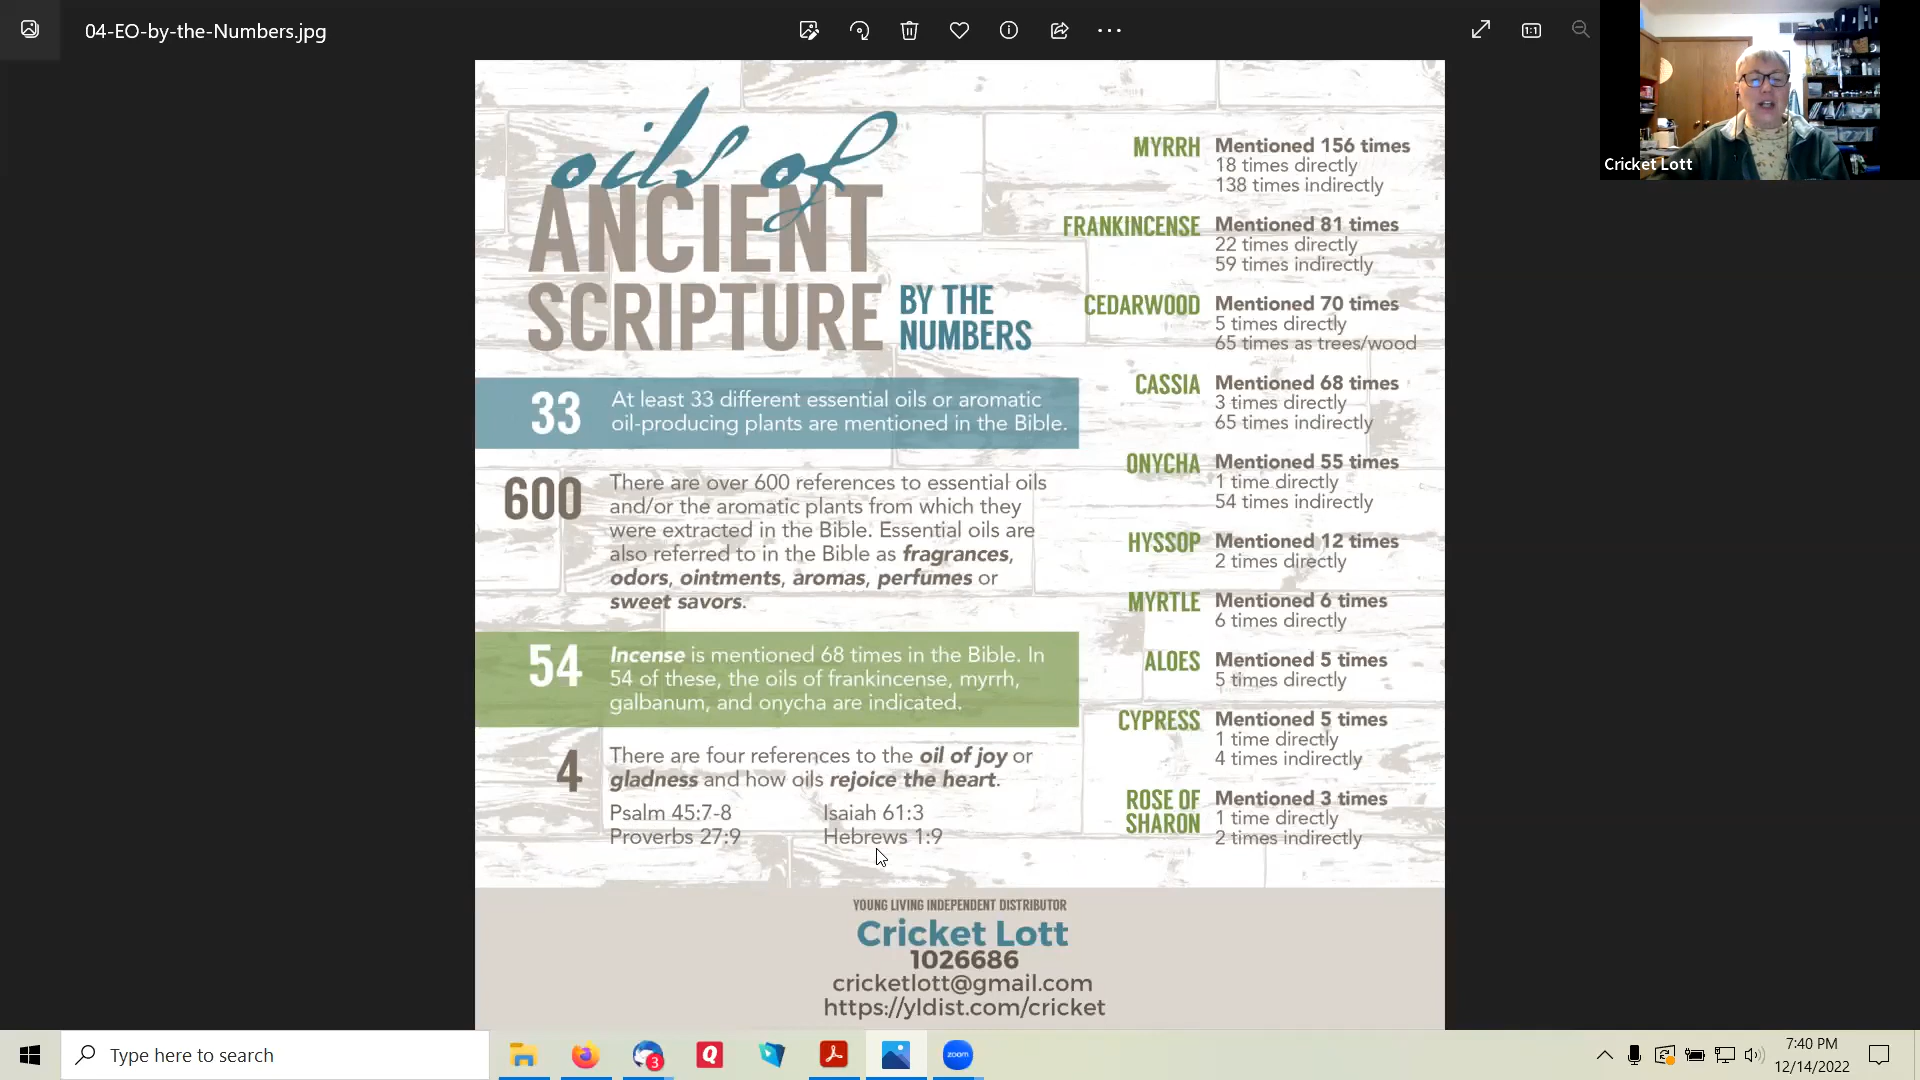 04-EO-by-the-Numbers.jpg
Cricket Lott
oils of
ANCIENT
SCRIPTURE
BY THE
NUMBERS
33
At least 33 different essential oils or aromatic
oil-producing plants are mentioned in the Bible.
600
There are over 600 references to essential oils
and/or the aromatic plants from which they
were extracted in the Bible. Essential oils are
also referred to in the Bible as fragrances,
odors, ointments, aromas, perfumes or
sweet savors.
54
Incense is mentioned 68 times in the Bible. In
54 of these, the oils of frankincense, myrrh,
galbanum, and onycha are indicated.
4
There are four references to the oil of joy or
gladness and how oils rejoice the heart.
Psalm 45:7-8 Isaiah 61:3
Proverbs 27:9 Hebrews 1:9
MYRRH Mentioned 156 times
18 times directly
138 times indirectly
FRANKINCENSE Mentioned 81 times
22 times directly
59 times indirectly
CEDARWOOD Mentioned 70 times
5 times directly
65 times as trees/wood
CASSIA Mentioned 68 times
3 times directly
65 times indirectly
ONYCHA Mentioned 55 times
1 time directly
54 times indirectly
HYSSOP Mentioned 12 times
2 times directly
MYRTLE Mentioned 6 times
6 times directly
ALOES Mentioned 5 times
5 times directly
CYPRESS Mentioned 5 times
1 time directly
4 times indirectly
ROSE OF
SHARON
Mentioned 3 times
1 time directly
2 times indirectly
YOUNG LIVING INDEPENDENT DISTRIBUTOR
Cricket Lott
1026686
cricketlott@gmail.com
https://yldist.com/cricket
Type here to search
3
Q
zoom
7:40 PM
12/14/2022
1:1